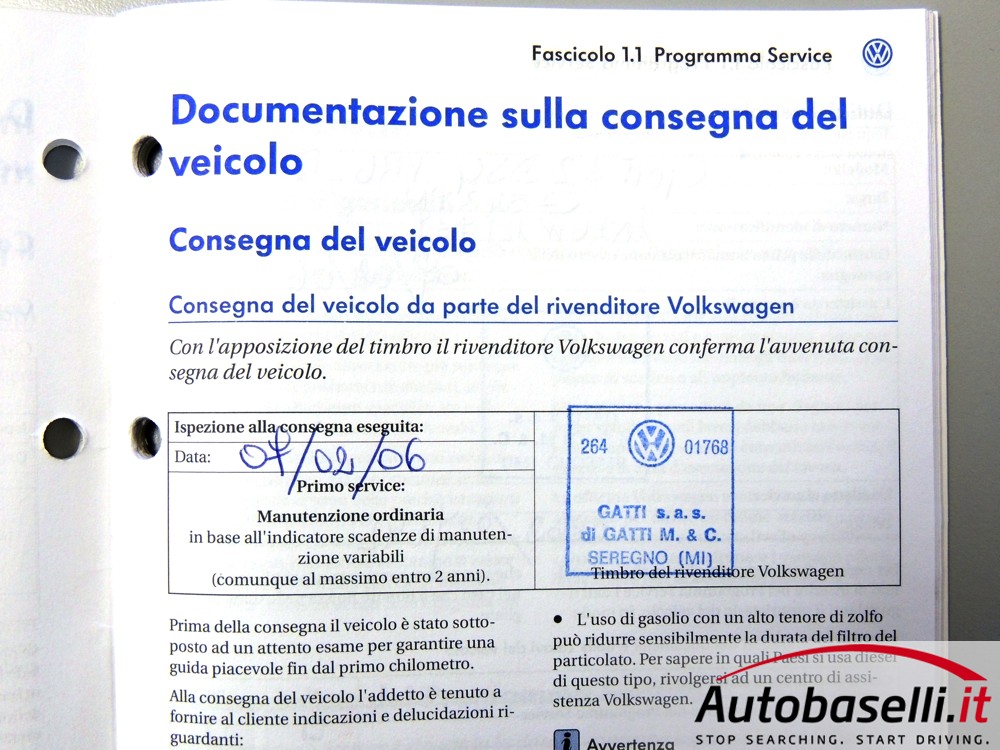 Fascicolo 1.1 Programma Service
Documentazione sulla consegna del
veicolo
Consegna del veicolo
Consegna del veicolo da parte del rivenditore Volkswagen
Con l'apposizione del timbro il rivenditore Volkswagen conferma l'avvenuta con-
segna del veicolo.
Ispezione alla consegna eseguita:
Data: 07/02/06
Primo service:
Manutenzione ordinaria
in base all'indicatore scadenze di manuten-
zione variabili
(comunque al massimo entro 2 anni).
264 01768
GATTI s.a.s.
di GATTI M. & C.
SEREGNO (MI)
Timbro del rivenditore Volkswagen
Prima della consegna il veicolo è stato sotto-
posto ad un attento esame per garantire una
guida piacevole fin dal primo chilometro.
Alla consegna del veicolo l'addetto è tenuto a
fornire al cliente indicazioni e delucidazioni ri-
guardanti:
• L'uso di gasolio con un alto tenore di zolfo
può ridurre sensibilmente la durata del filtro del
particolato. Per sapere in quali Paesi si usa diesel
di questo tipo, rivolgersi ad un centro di assi-
stenza Volkswagen.
Avvertenza
Autobaselli.it
STOP SEARCHING. START DRIVING.